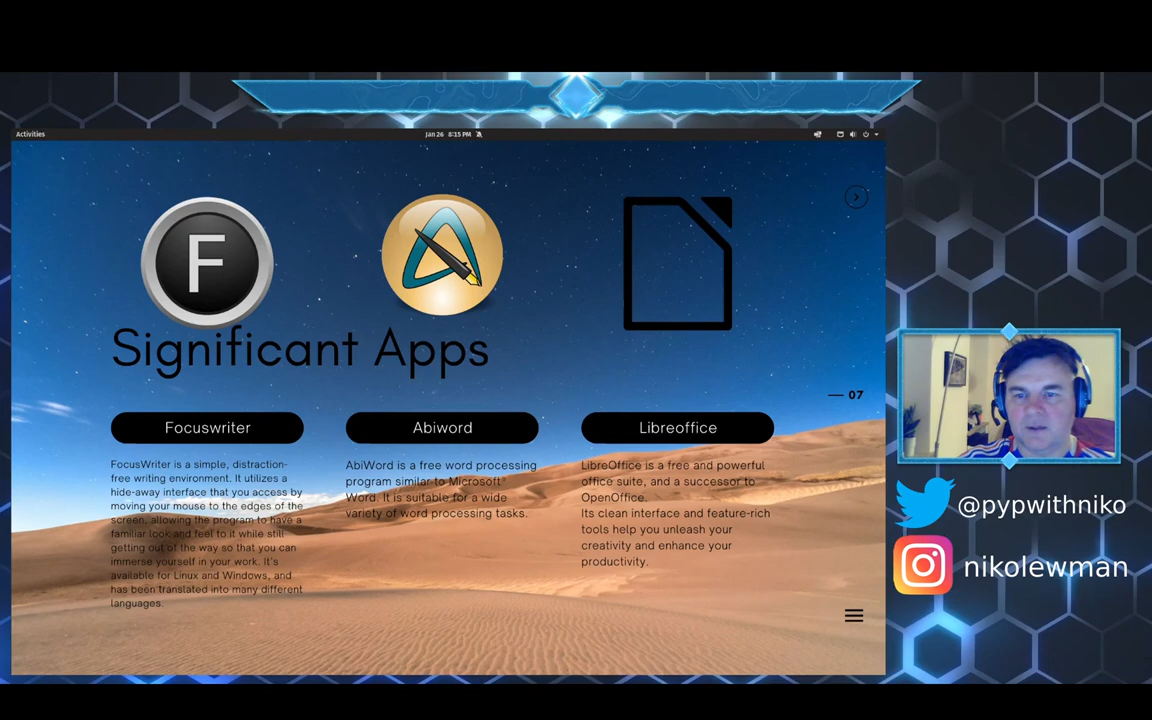 Activities
Jan 26 8:15 PM
F
Significant Apps
07
Focuswriter
Abiword
Libreoffice
FocusWriter is a simple, distraction-
free writing environment. It utilizes a
hide-away interface that you access by
moving your mouse to the edges of the
screen, allowing the program to have a
familiar look and feel to it while still
getting out of the way so that you can
immerse yourself in your work. It's
available for Linux and Windows, and
has been translated into many different
languages.
AbiWord is a free word processing
program similar to Microsoft®
Word. It is suitable for a wide
variety of word processing tasks.
LibreOffice is a free and powerful
office suite, and a successor to
OpenOffice.
Its clean interface and feature-rich
tools help you unleash your
creativity and enhance your
productivity.
@pypwithniko
nikolewman